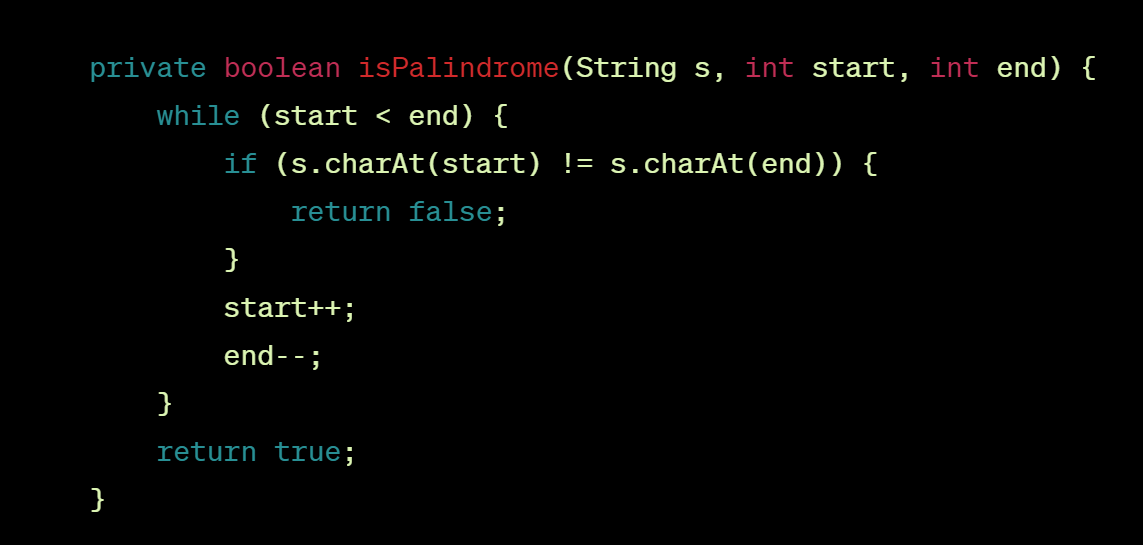 private boolean isPalindrome(String s, int start, int end) {
    while (start < end) {
        if (s.charAt(start) != s.charAt(end)) {
            return false;
        }
        start++;
        end--;
    }
    return true;
}